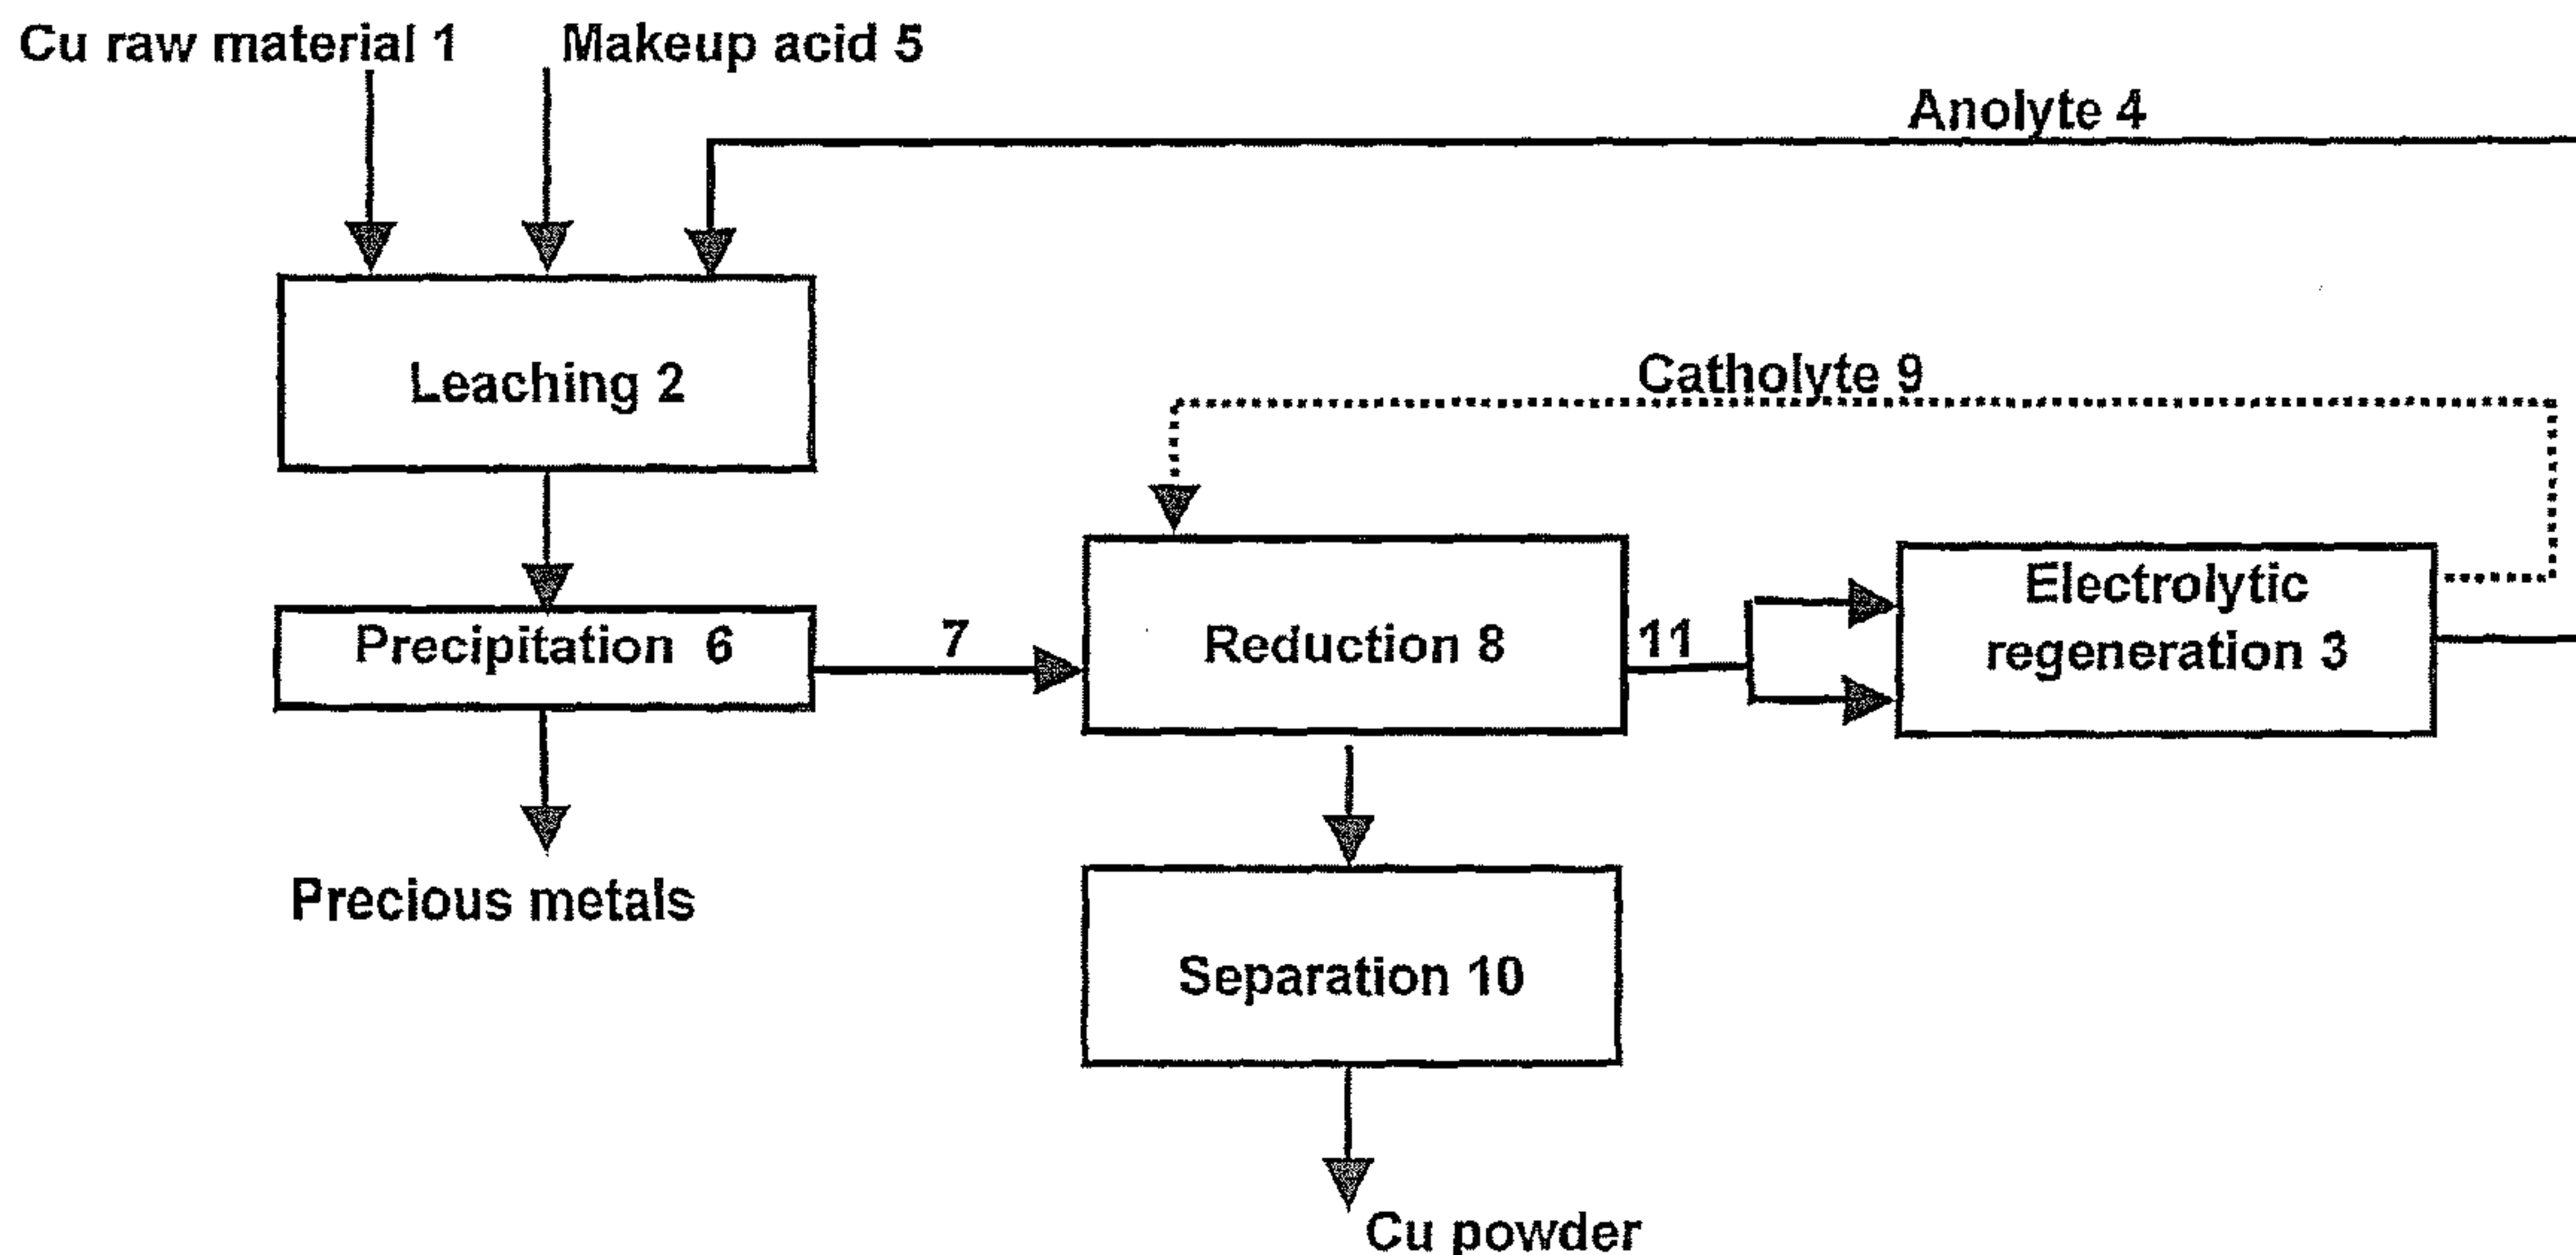 Cu raw material 1
Makeup acid 5
Anolyte 4
Leaching 2
Catholyte 9
Precipitation 6
7
Reduction 8
11
Electrolytic
regeneration 3
Precious metals
Separation 10
Cu powder